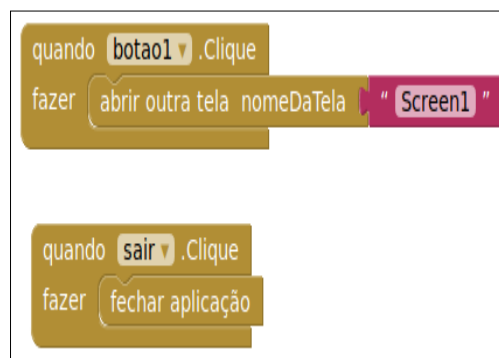 quando botao1 .Clique
fazer abrir outra tela nomeDaTela " Screen1 "
quando sair .Clique
fazer fechar aplicação